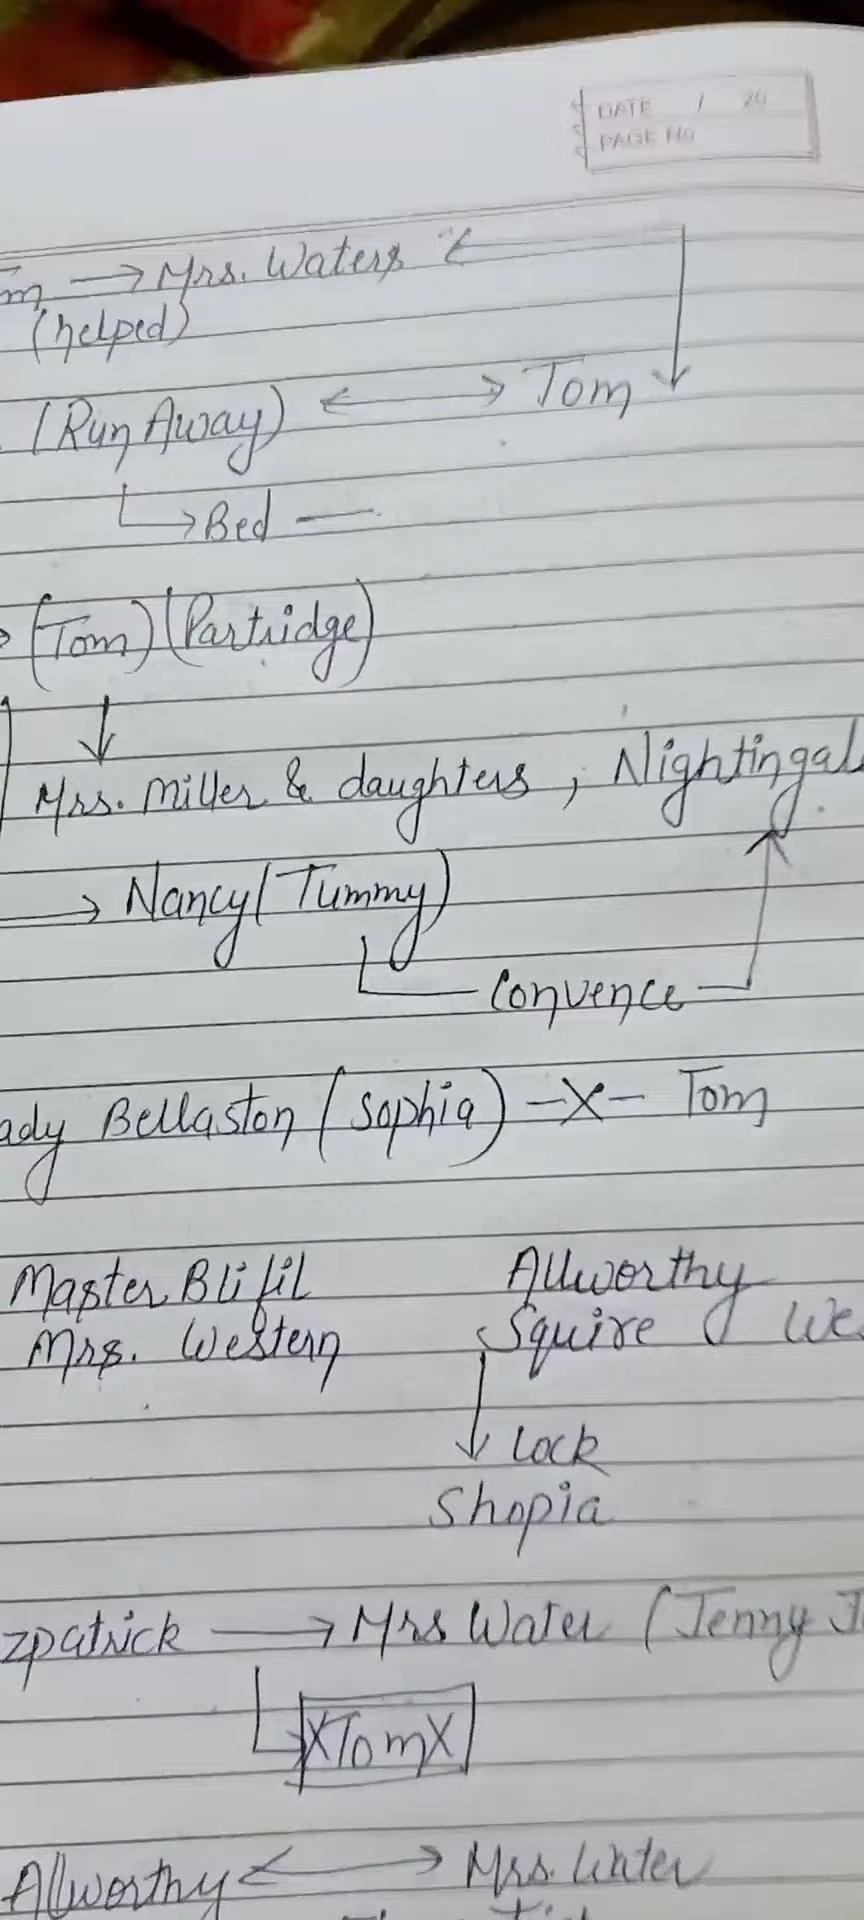 DATE / 20
PAGE No
m → Mrs. Waters ←
(helped)
(Run Away) ↔ Tom
→ Bed —
(Tom) (Partridge)
Mrs. Miller & daughters, Nightingal
→ Nancy (Tummy)
Convence
ady Bellaston (Sophia) -X- Tom
Master Blifil Allworthy
Mrs. Western Squire We
↓ Lock
Shopia
zpatrick → Mrs Water (Jenny J
XTomX
Allworthy ↔ Mrs. Water